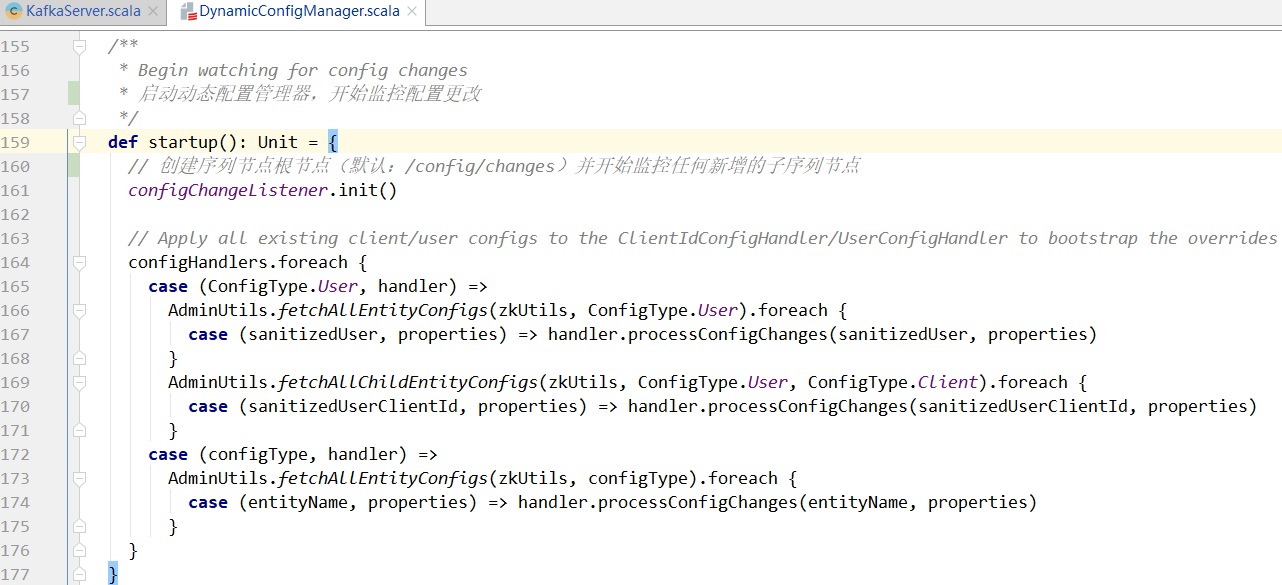 KafkaServer.scala DynamicConfigManager.scala
155 /**
156 * Begin watching for config changes
157 * 启动动态配置管理器，开始监控配置更改
158 */
159 def startup(): Unit = {
160 // 创建序列节点根节点（默认：/config/changes）并开始监控任何新增的子序列节点
161 configChangeListener.init()
162
163 // Apply all existing client/user configs to the ClientIdConfigHandler/UserConfigHandler to bootstrap the overrides
164 configHandlers.foreach {
165 case (ConfigType.User, handler) =>
166 AdminUtils.fetchAllEntityConfigs(zkUtils, ConfigType.User).foreach {
167 case (sanitizedUser, properties) => handler.processConfigChanges(sanitizedUser, properties)
168 }
169 AdminUtils.fetchAllChildEntityConfigs(zkUtils, ConfigType.User, ConfigType.Client).foreach {
170 case (sanitizedUserClientId, properties) => handler.processConfigChanges(sanitizedUserClientId, properties)
171 }
172 case (configType, handler) =>
173 AdminUtils.fetchAllEntityConfigs(zkUtils, configType).foreach {
174 case (entityName, properties) => handler.processConfigChanges(entityName, properties)
175 }
176 }
177 }